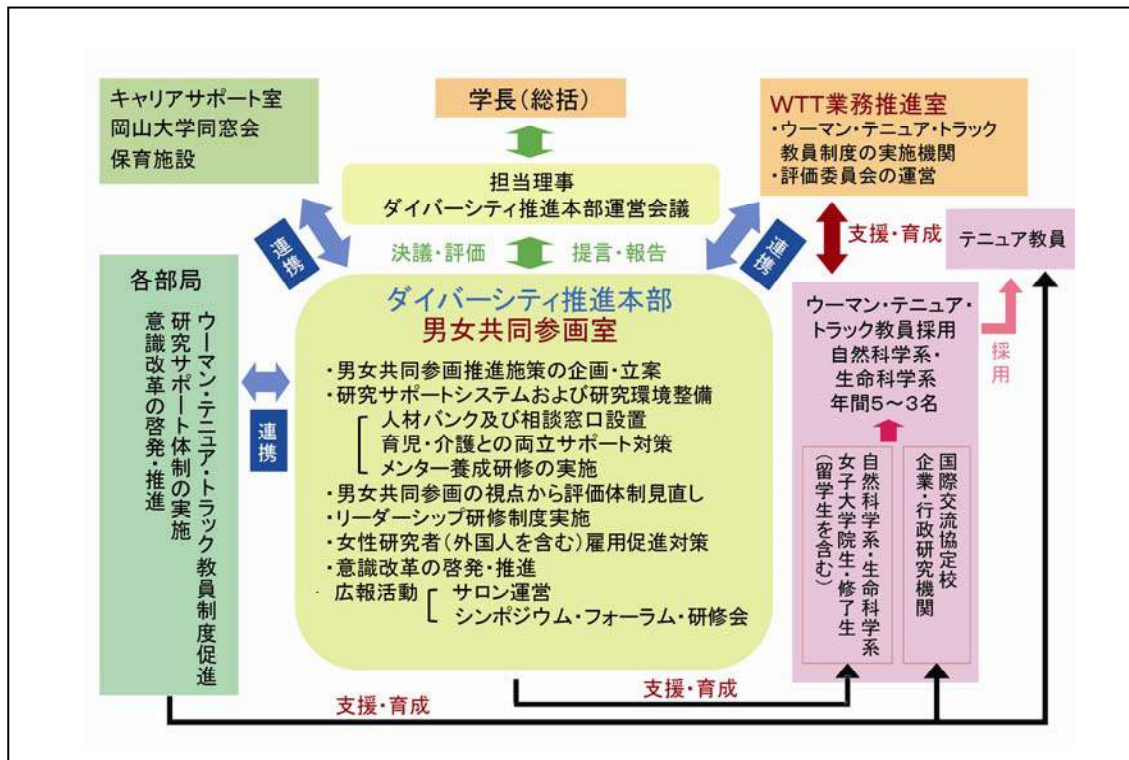 キャリアサポート室
岡山大学同窓会
保育施設
学長(総括)
WTT業務推進室
・ウーマン・テニュア・トラック
教員制度の実施機関
・評価委員会の運営
担当理事
ダイバーシティ推進本部運営会議
連携
決議・評価
提言・報告
連携
支援・育成
テニュア教員
各部局
ウーマン・テニュア・トラック教員制度促進
研究サポート体制の実施
意識改革の啓発・推進
連携
ダイバーシティ推進本部
男女共同参画室
・男女共同参画推進施策の企画・立案
・研究サポートシステムおよび研究環境整備
人材バンク及び相談窓口設置
育児・介護との両立サポート対策
メンター養成研修の実施
・男女共同参画の視点から評価体制見直し
・リーダーシップ研修制度実施
・女性研究者(外国人を含む)雇用促進対策
・意識改革の啓発・推進
・広報活動
サロン運営
シンポジウム・フォーラム・研修会
ウーマン・テニュア・
トラック教員採用
自然科学系・
生命科学系
年間5～3名
採用
自然科学系・生命科学系
女子大学院生・修了生
(留学生を含む)
国際交流協定校
企業・行政研究機関
支援・育成
支援・育成